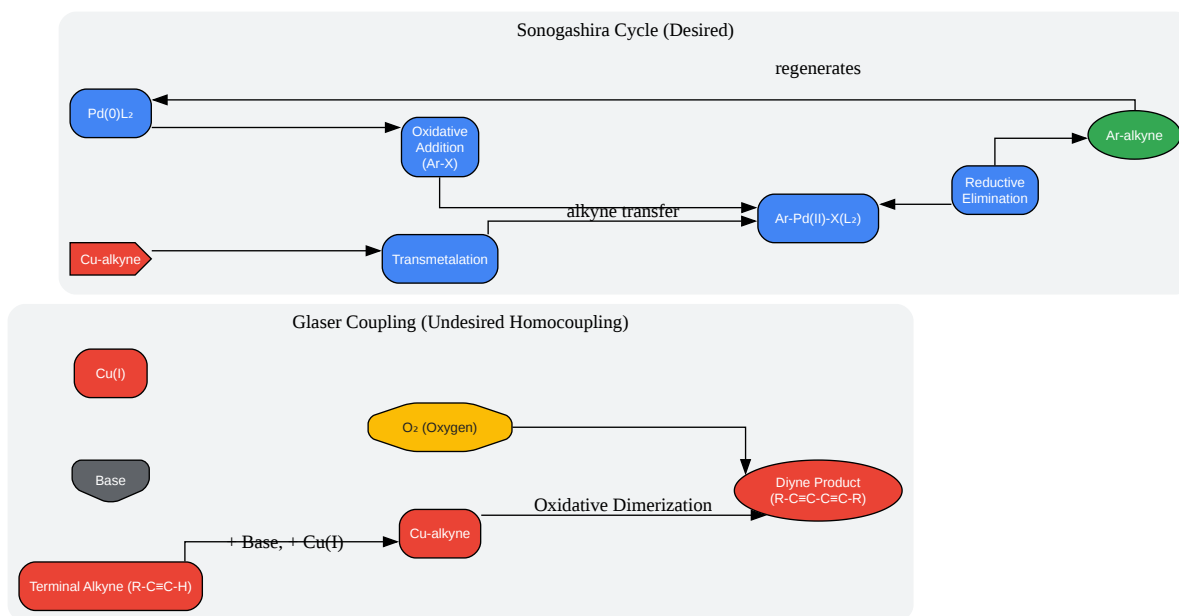 Sonogashira Cycle (Desired)
regenerates
Pd(0)L₂
Oxidative
Addition
(Ar-X)
Ar-alkyne
Reductive
Elimination
alkyne transfer
Ar-Pd(II)-X(L₂)
Cu-alkyne
Transmetalation
Glaser Coupling (Undesired Homocoupling)
Cu(I)
O₂ (Oxygen)
Base
Diyne Product
(R-C≡C-C≡C-R)
Oxidative Dimerization
Cu-alkyne
+ Base, + Cu(I)
Terminal Alkyne (R-C≡C-H)